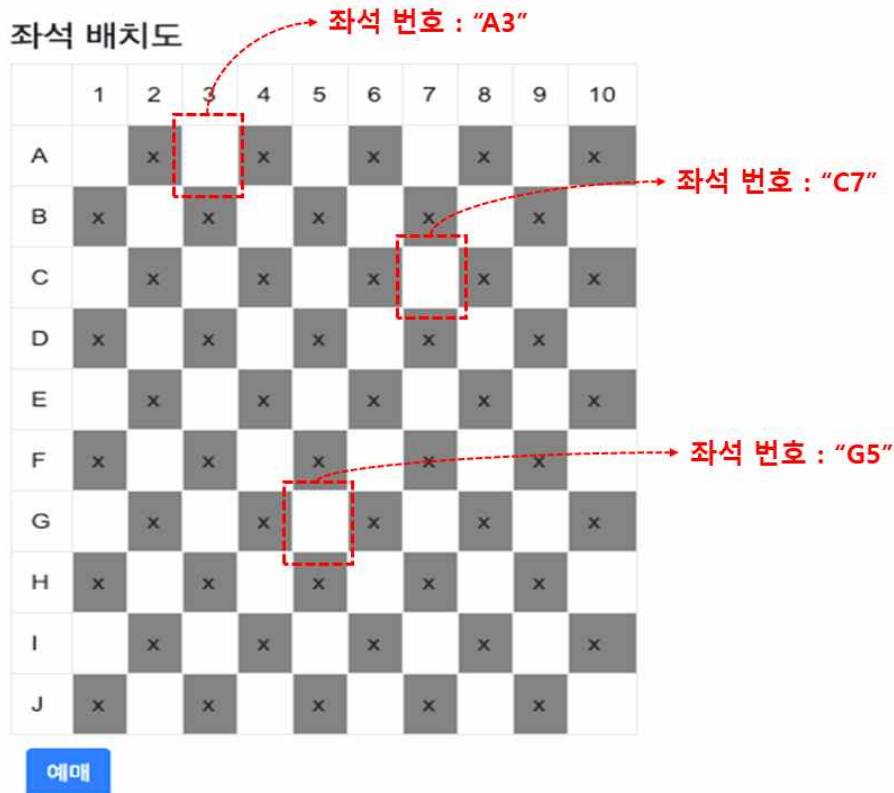 좌석 번호 : “A3”
좌석 배치도
1 2 3 4 5 6 7 8 9 10
A x x x x x
좌석 번호 : “C7”
B x x x x x
C x x x x x
D x x x x x
E x x x x x
F x x x x x
좌석 번호 : “G5”
G x x x x x
H x x x x x
I x x x x x
J x x x x x
예매